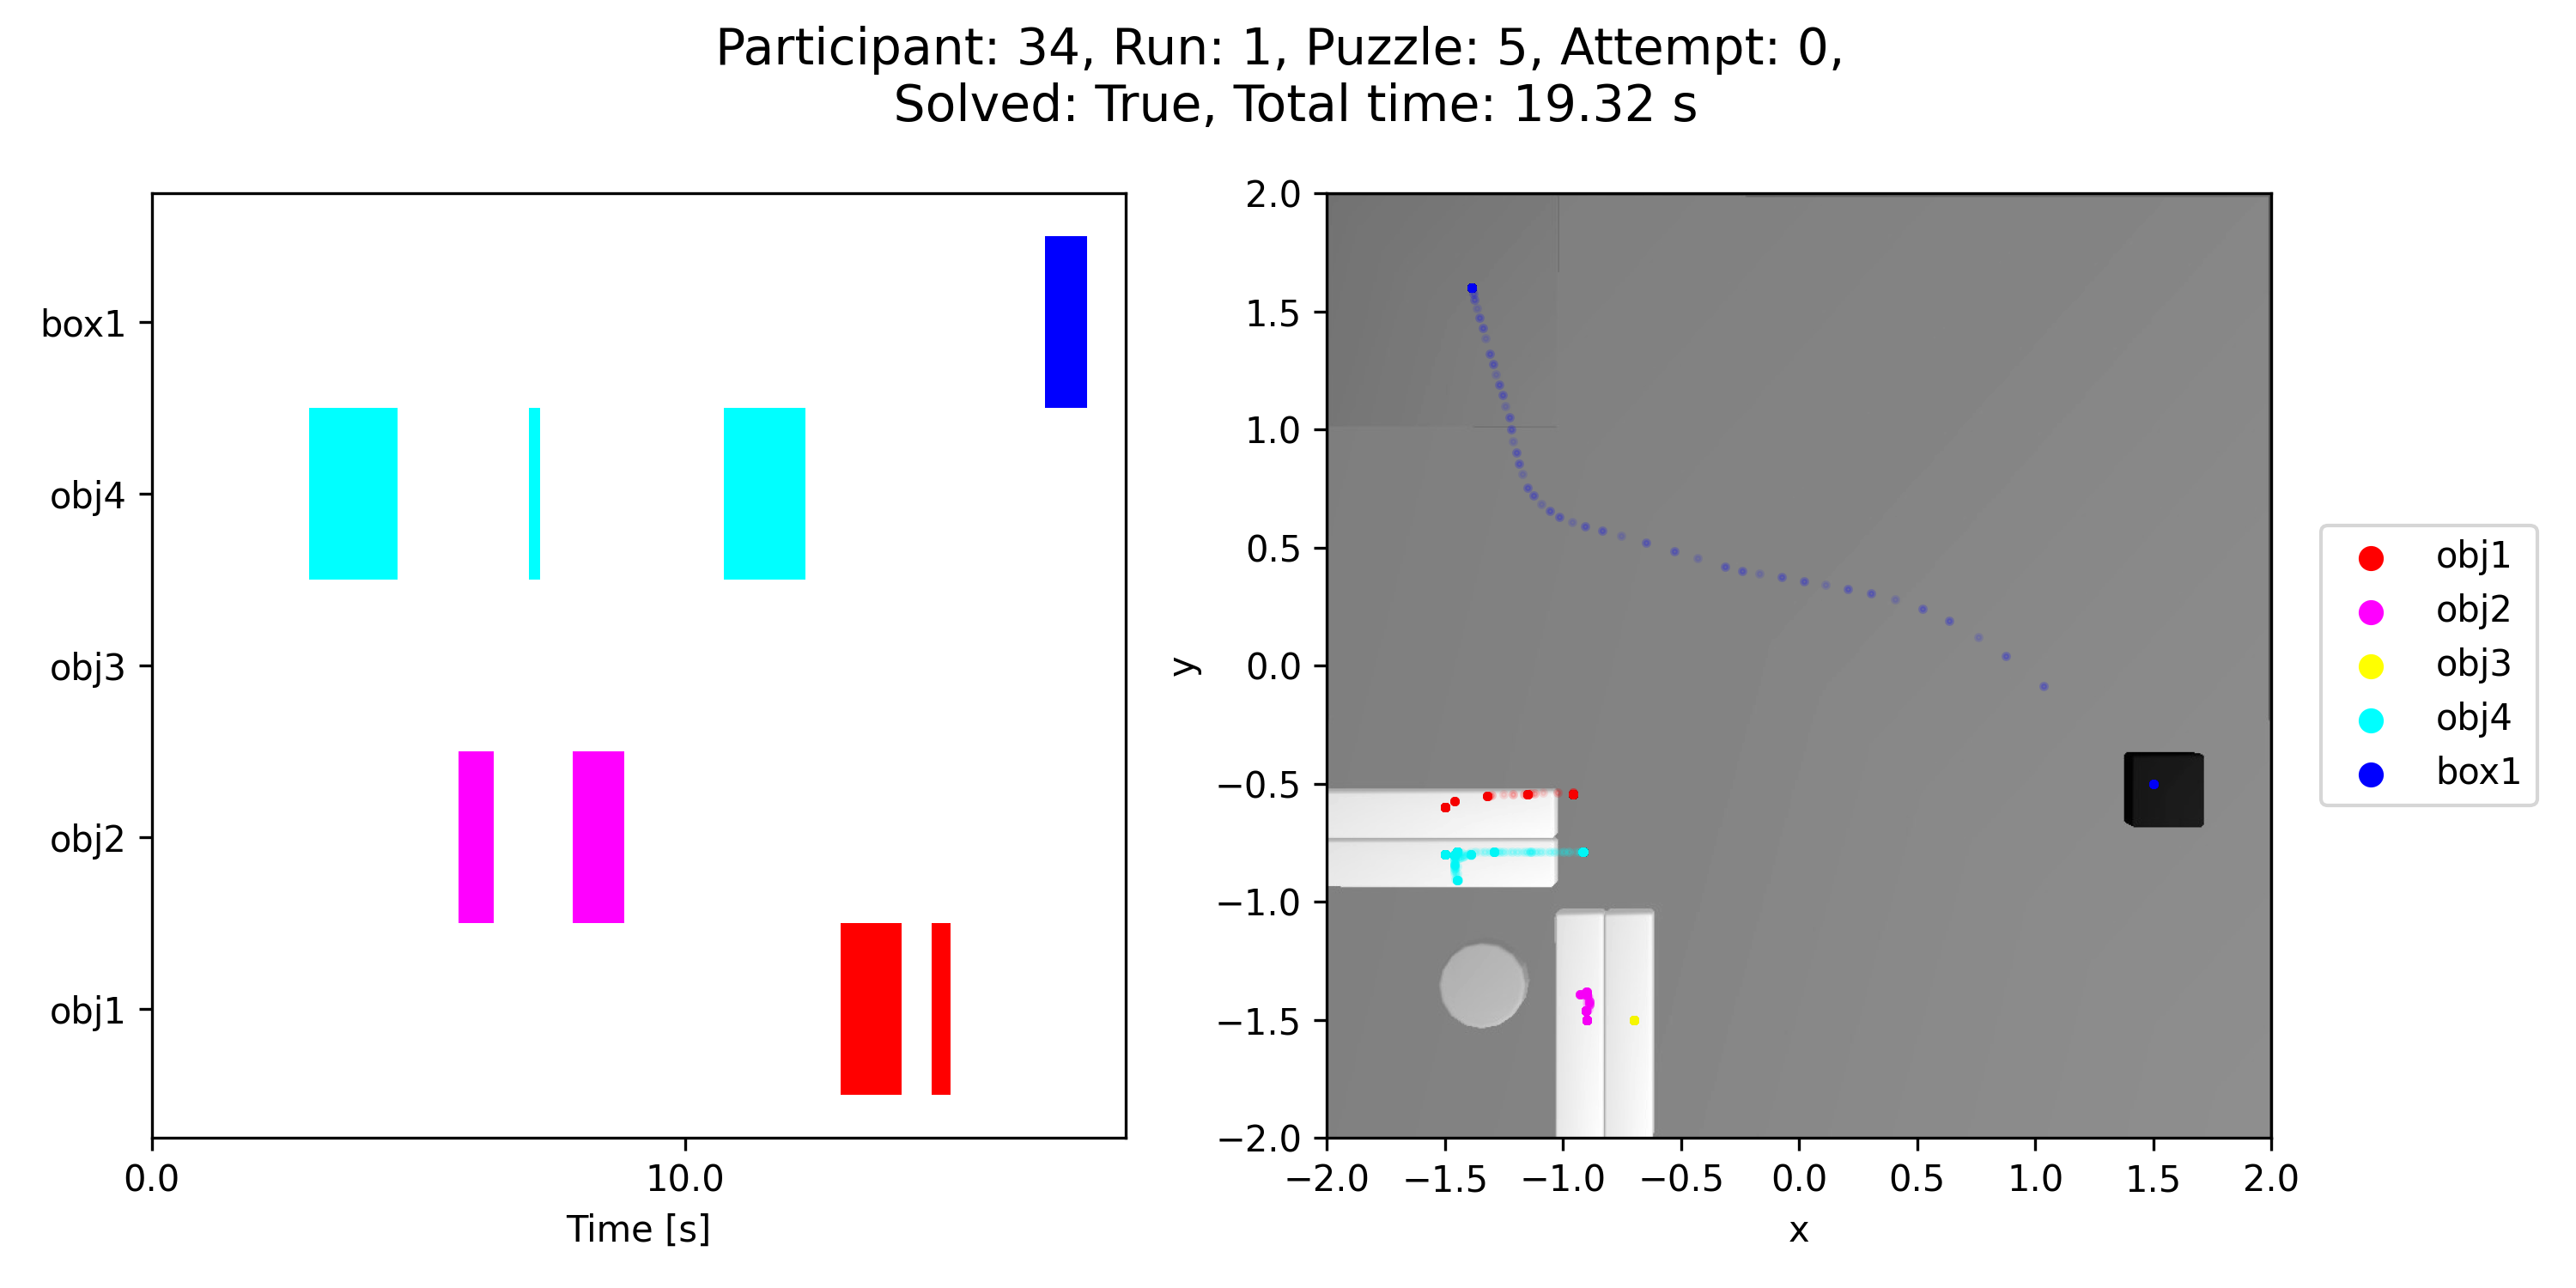 Participant: 34, Run: 1, Puzzle: 5, Attempt: 0,
Solved: True, Total time: 19.32 s
box1
obj4
obj3
obj2
obj1
0.0
10.0
Time [s]
2.0
1.5
1.0
0.5
0.0
−0.5
−1.0
−1.5
−2.0
y
−2.0
−1.5
−1.0
−0.5
0.0
0.5
1.0
1.5
2.0
x
obj1
obj2
obj3
obj4
box1